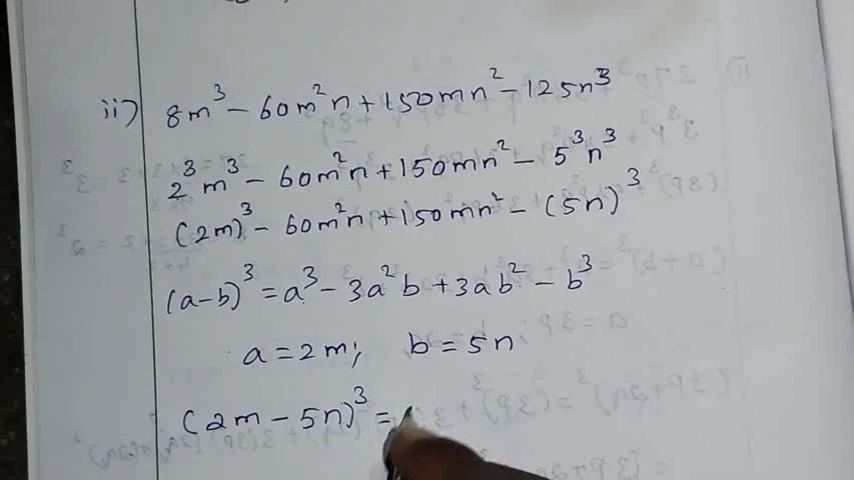 ii) 8m³ - 60m²n + 150mn² - 125n³
2³m³ - 60m²n + 150mn² - 5³n³
(2m)³ - 60m²n + 150mn² - (5n)³
(a-b)³ = a³ - 3a²b + 3ab² - b³
a = 2m; b = 5n
(2m - 5n)³ =